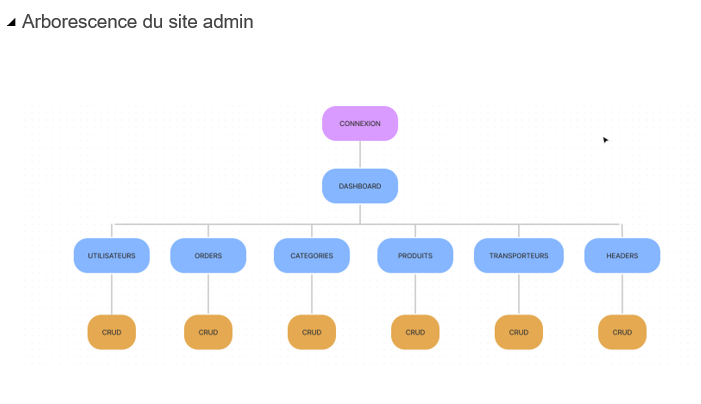 Arborescence du site admin
CONNEXION
DASHBOARD
UTILISATEURS ORDERS CATEGORIES PRODUITS TRANSPORTEURS HEADERS
CRUD CRUD CRUD CRUD CRUD CRUD